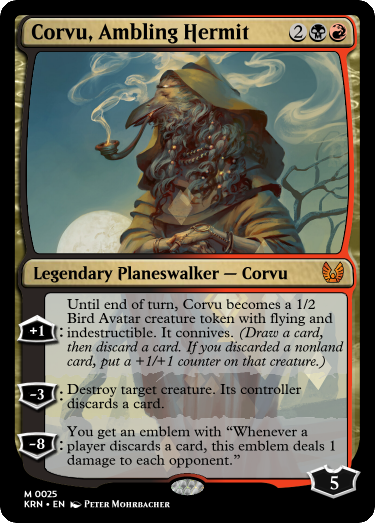 Corvu, Ambling Hermit 2
Legendary Planeswalker — Corvu
+1: Until end of turn, Corvu becomes a 1/2
Bird Avatar creature token with flying and
indestructible. It connives. (Draw a card,
then discard a card. If you discarded a nonland
card, put a +1/+1 counter on that creature.)
-3: Destroy target creature. Its controller
discards a card.
-8: You get an emblem with “Whenever a
player discards a card, this emblem deals 1
damage to each opponent.”
5
M 0025
KRN • EN Peter Mohrbacher